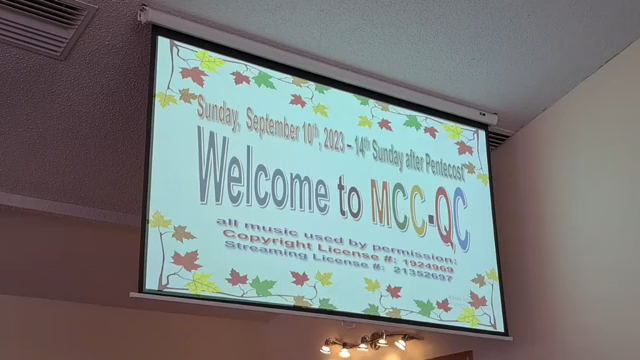 Sunday, September 10th, 2023 – 14th Sunday after Pentecost
Welcome to MCC-QC
all music used by permission:
Copyright License #: 1924969
Streaming License #: 21352697